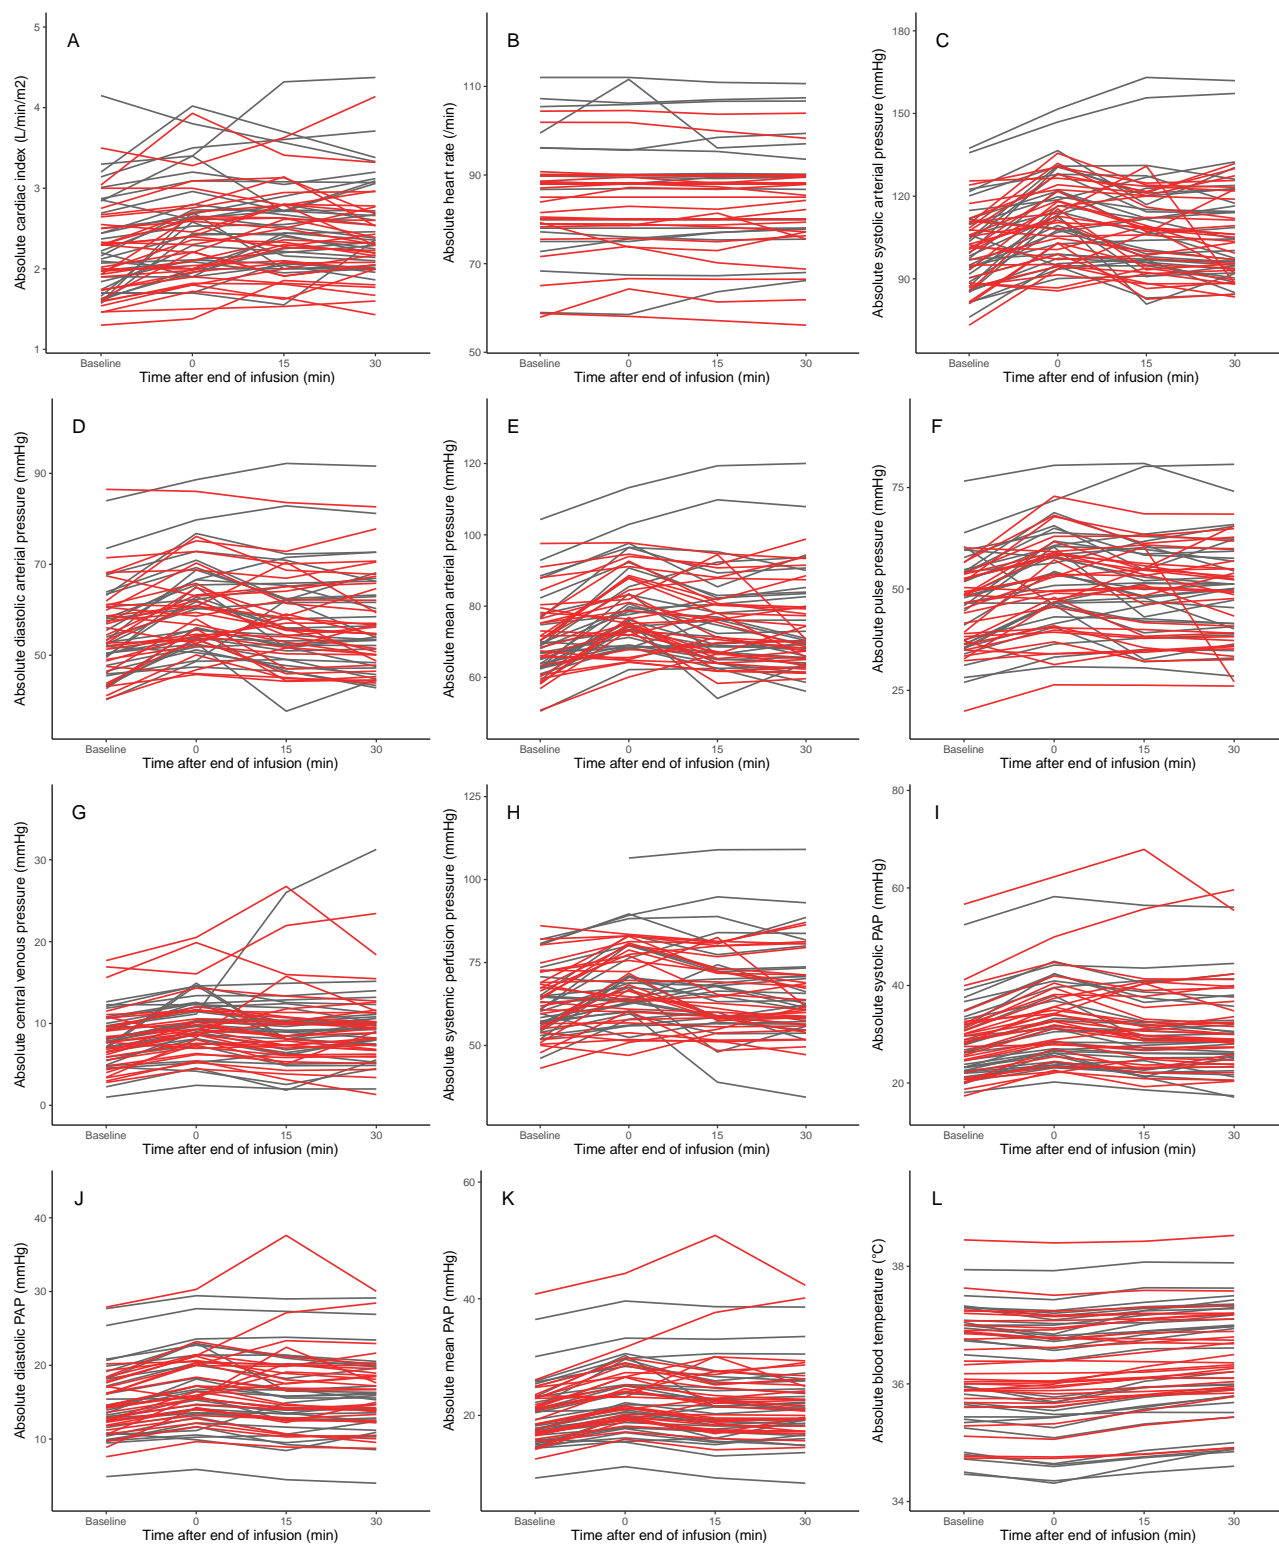 A
Absolute cardiac index (L/min/m2)
5
4
3
2
1
Baseline 0 15 30
Time after end of infusion (min)
B
Absolute heart rate (/min)
110
90
70
50
Baseline 0 15 30
Time after end of infusion (min)
C
Absolute systolic arterial pressure (mmHg)
180
150
120
90
Baseline 0 15 30
Time after end of infusion (min)
D
Absolute diastolic arterial pressure (mmHg)
90
70
50
Baseline 0 15 30
Time after end of infusion (min)
E
Absolute mean arterial pressure (mmHg)
120
100
80
60
Baseline 0 15 30
Time after end of infusion (min)
F
Absolute pulse pressure (mmHg)
75
50
25
Baseline 0 15 30
Time after end of infusion (min)
G
Absolute central venous pressure (mmHg)
30
20
10
0
Baseline 0 15 30
Time after end of infusion (min)
H
Absolute systemic perfusion pressure (mmHg)
125
100
75
50
Baseline 0 15 30
Time after end of infusion (min)
I
Absolute systolic PAP (mmHg)
80
60
40
20
Baseline 0 15 30
Time after end of infusion (min)
J
Absolute diastolic PAP (mmHg)
40
30
20
10
Baseline 0 15 30
Time after end of infusion (min)
K
Absolute mean PAP (mmHg)
60
40
20
Baseline 0 15 30
Time after end of infusion (min)
L
Absolute blood temperature (°C)
38
36
34
Baseline 0 15 30
Time after end of infusion (min)